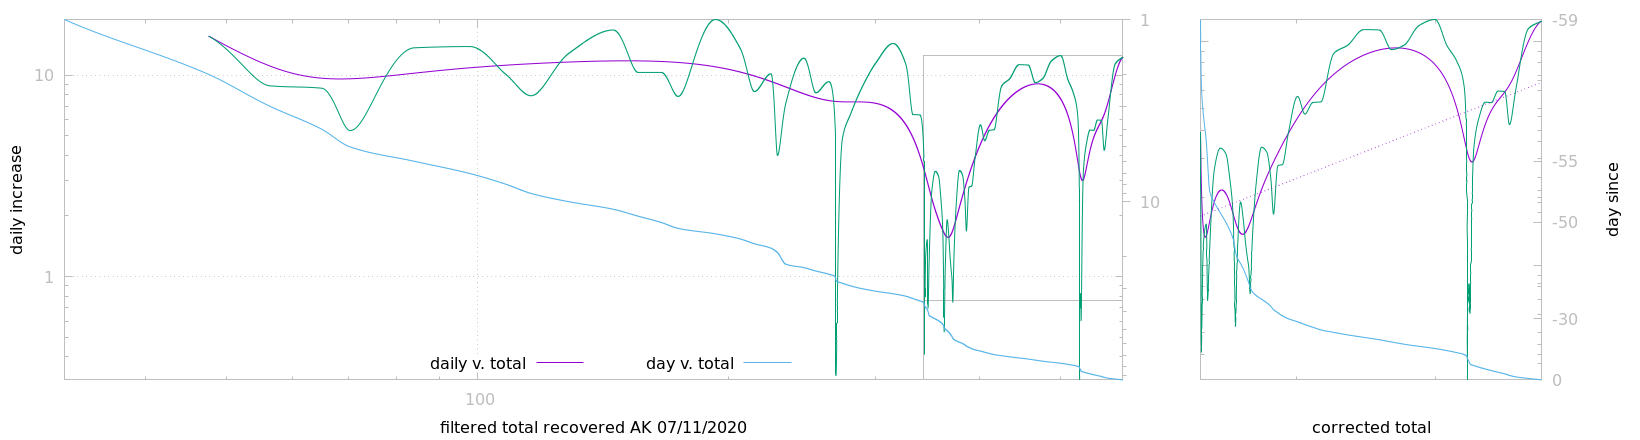 1
-59
10
daily increase
-55
day since
10
-50
1
-30
daily v. total
day v. total
0
100
filtered total recovered AK 07/11/2020
corrected total